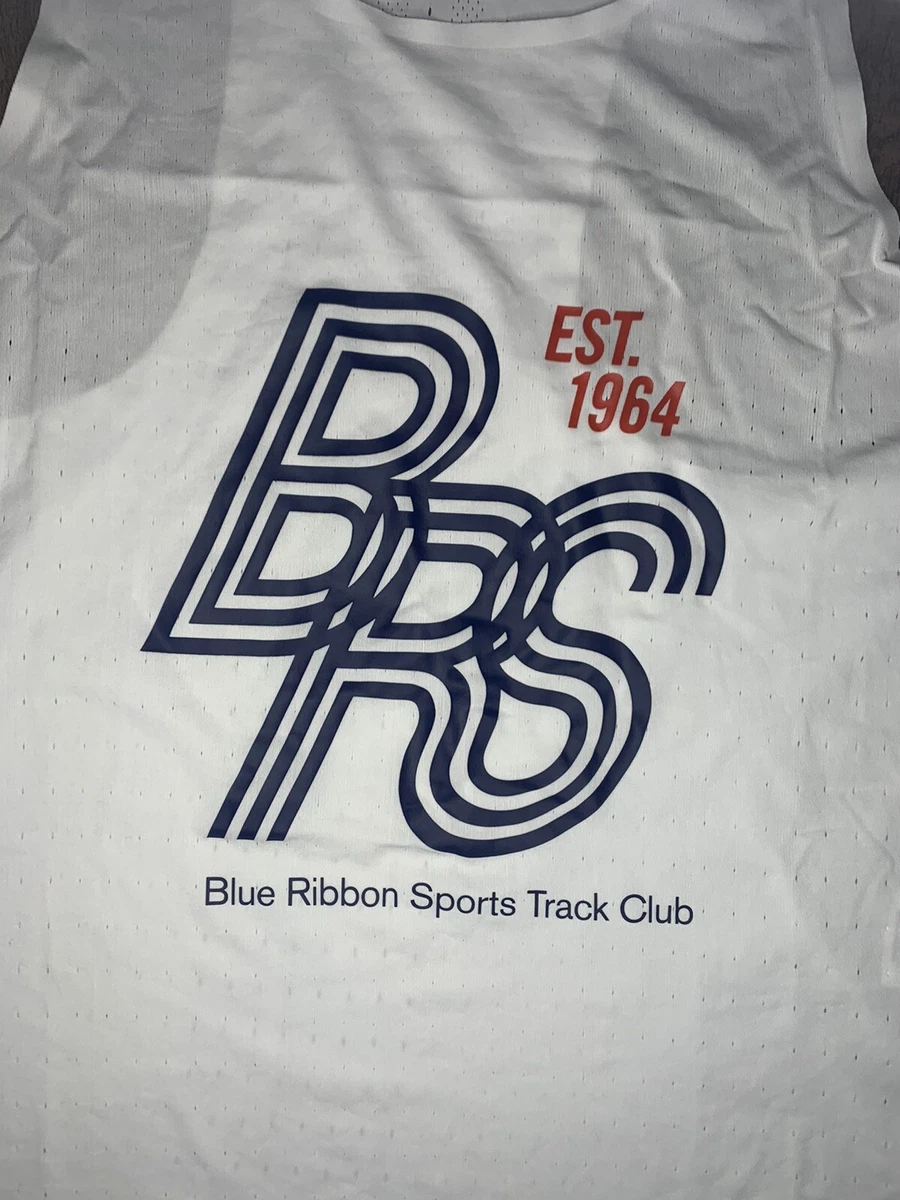 EST.
1964
BRS
Blue Ribbon Sports Track Club